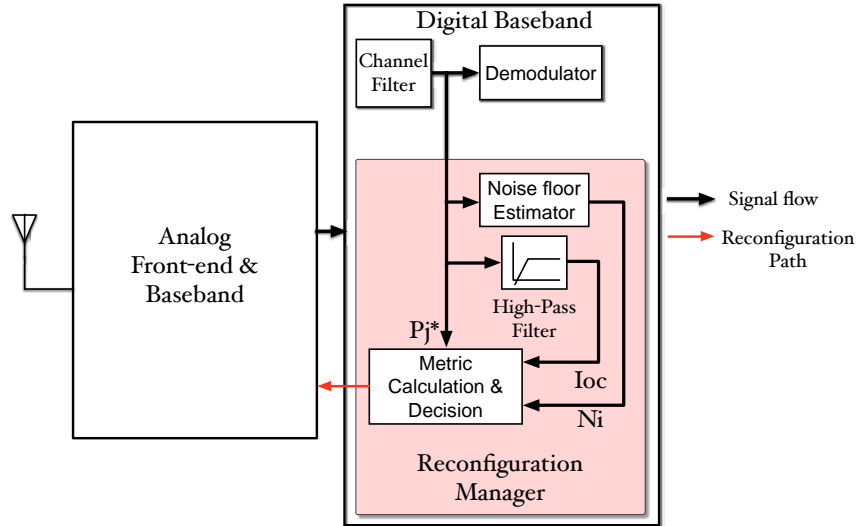 Digital Baseband
Channel
Filter
Demodulator
Noise floor
Estimator
Analog
Front-end &
Baseband
High-Pass
Filter
Pj*
Metric
Calculation &
Decision
Ioc
Ni
Reconfiguration
Manager
Signal flow
Reconfiguration
Path